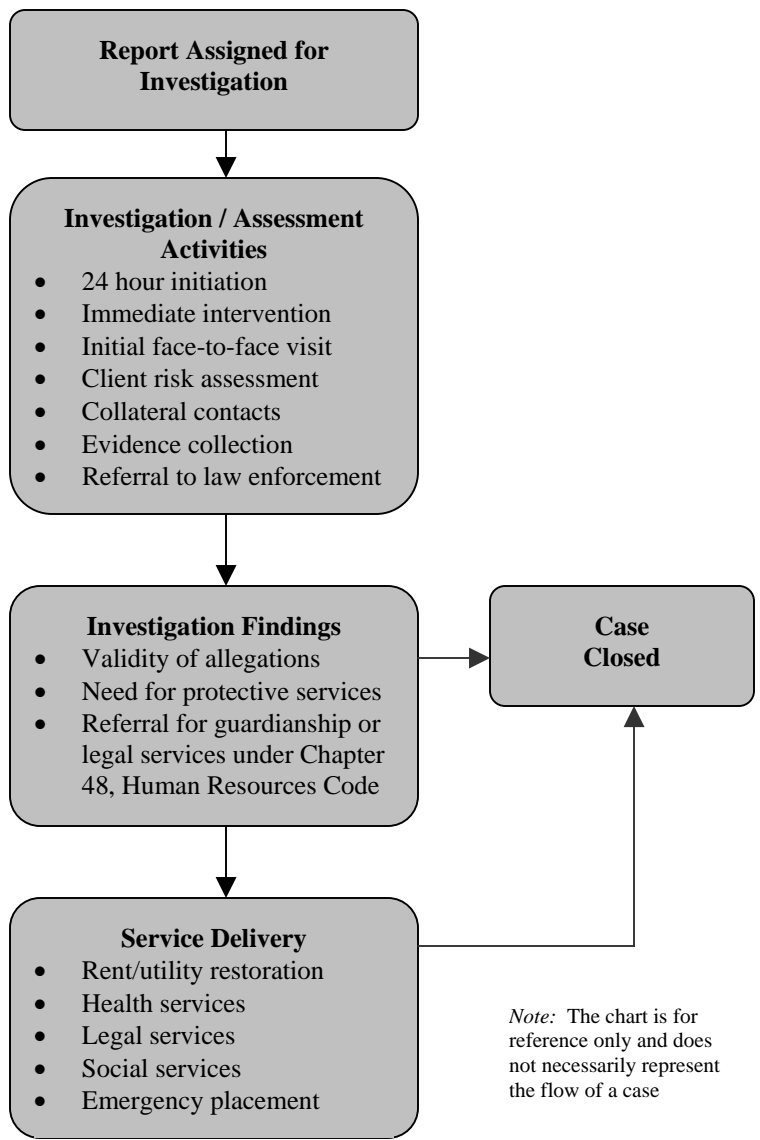 Report Assigned for
Investigation
Investigation / Assessment
Activities
• 24 hour initiation
• Immediate intervention
• Initial face-to-face visit
• Client risk assessment
• Collateral contacts
• Evidence collection
• Referral to law enforcement
Investigation Findings
• Validity of allegations
• Need for protective services
• Referral for guardianship or
legal services under Chapter
48, Human Resources Code
Case
Closed
Service Delivery
• Rent/utility restoration
• Health services
• Legal services
• Social services
• Emergency placement
Note: The chart is for
reference only and does
not necessarily represent
the flow of a case